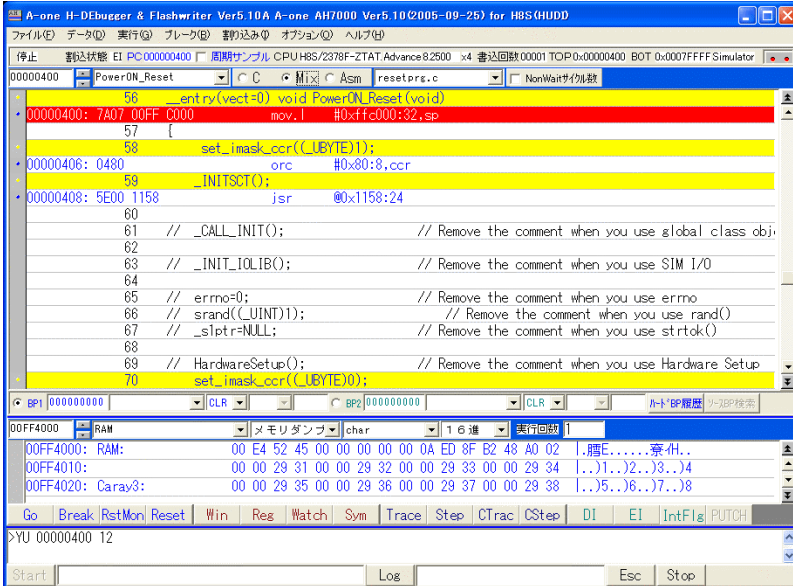 A-one H-DEbugger & Flashwriter Ver5.10A A-one AH7000 Ver5.10(2005-09-25) for H8S(HUDI)
ファイル(F) データ(D) 実行(G) ブレーク(B) 割り込み(I) オプション(O) ヘルプ(H)
停止 割込状態 EI PC000000 周期サンプル CPUH8S/2378F-ZTAT.Advance82500 x4 書込回数00001 TOP0x00000400 BOT 0x0007FFFF Simulator
00000400 PowerON_Reset C Mix Asm resetprg.c NonWaitサイクル数
56 __entry(vect=0) void PowerON_Reset(void)
00000400: 7A07 00FF C000 mov.l #0xffc000:32,sp
57 {
58 set_imask_ccr((_UBYTE)1);
00000406: 0480 orc #0x80:8,ccr
59 _INITSCT();
00000408: 5E00 1158 jsr @0x1158:24
60
61 // _CALL_INIT(); // Remove the comment when you use global class obj
62
63 // _INIT_IOLIB(); // Remove the comment when you use SIM I/O
64
65 // errno=0; // Remove the comment when you use errno
66 // srand((_UINT)1); // Remove the comment when you use rand()
67 // _s1ptr=NULL; // Remove the comment when you use strtok()
68
69 // HardwareSetup(); // Remove the comment when you use Hardware Setup
70 set_imask_ccr((_UBYTE)0);
BP1 000000000 CLR BP2 000000000 CLR ハードBP履歴 ソースBP検索
00FF4000 RAM メモリダンプ char 16進 実行回数 1
00FF4000: RAM: 00 E4 52 45 00 00 00 00 0A ED 8F B2 48 A0 02
00FF4010: 00 00 29 31 00 00 29 32 00 00 29 33 00 00 29 34 |..)1..)2..)3..)4
00FF4020: Caray3: 00 00 29 35 00 00 29 36 00 00 29 37 00 00 29 38 |..)5..)6..)7..)8
Go Break RstMon Reset Win Reg Watch Sym Trace Step CTrac CStep DI EI IntFlg PUTCH
>YU 00000400 12
Start Log Esc Stop